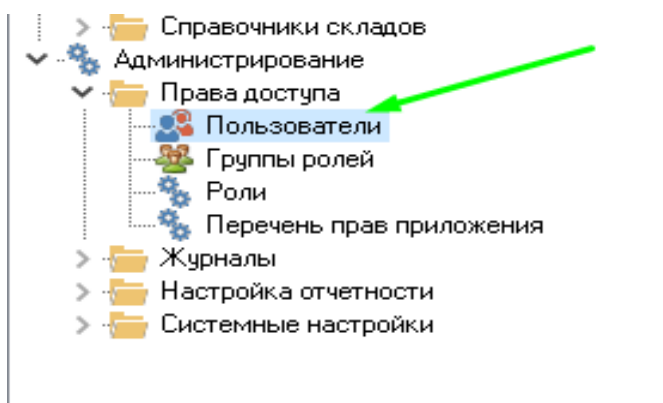 Справочники складов
Администрирование
Права доступа
Пользователи
Группы ролей
Роли
Перечень прав приложения
Журналы
Настройка отчетности
Системные настройки